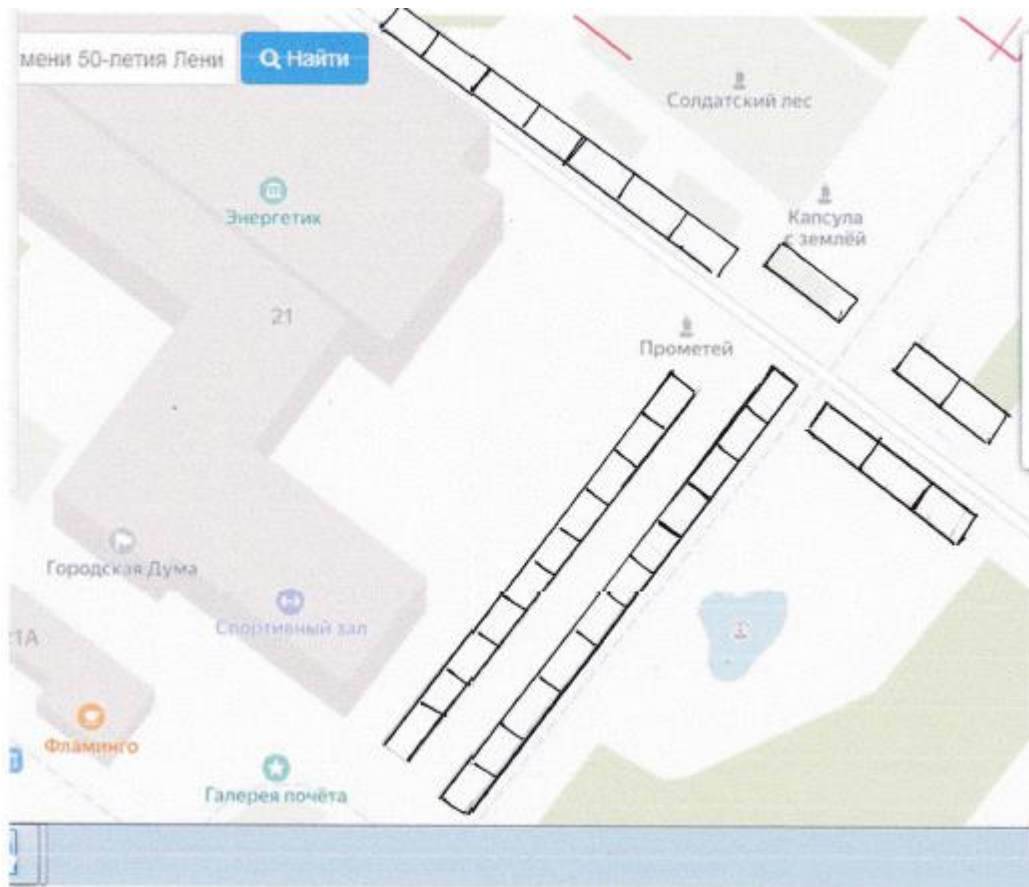 мени 50-летия Лени
Найти
Солдатский лес
Энергетик
Капсула
с землёй
21
Прометей
Городская Дума
Спортивный зал
21А
Фламинго
Галерея почёта